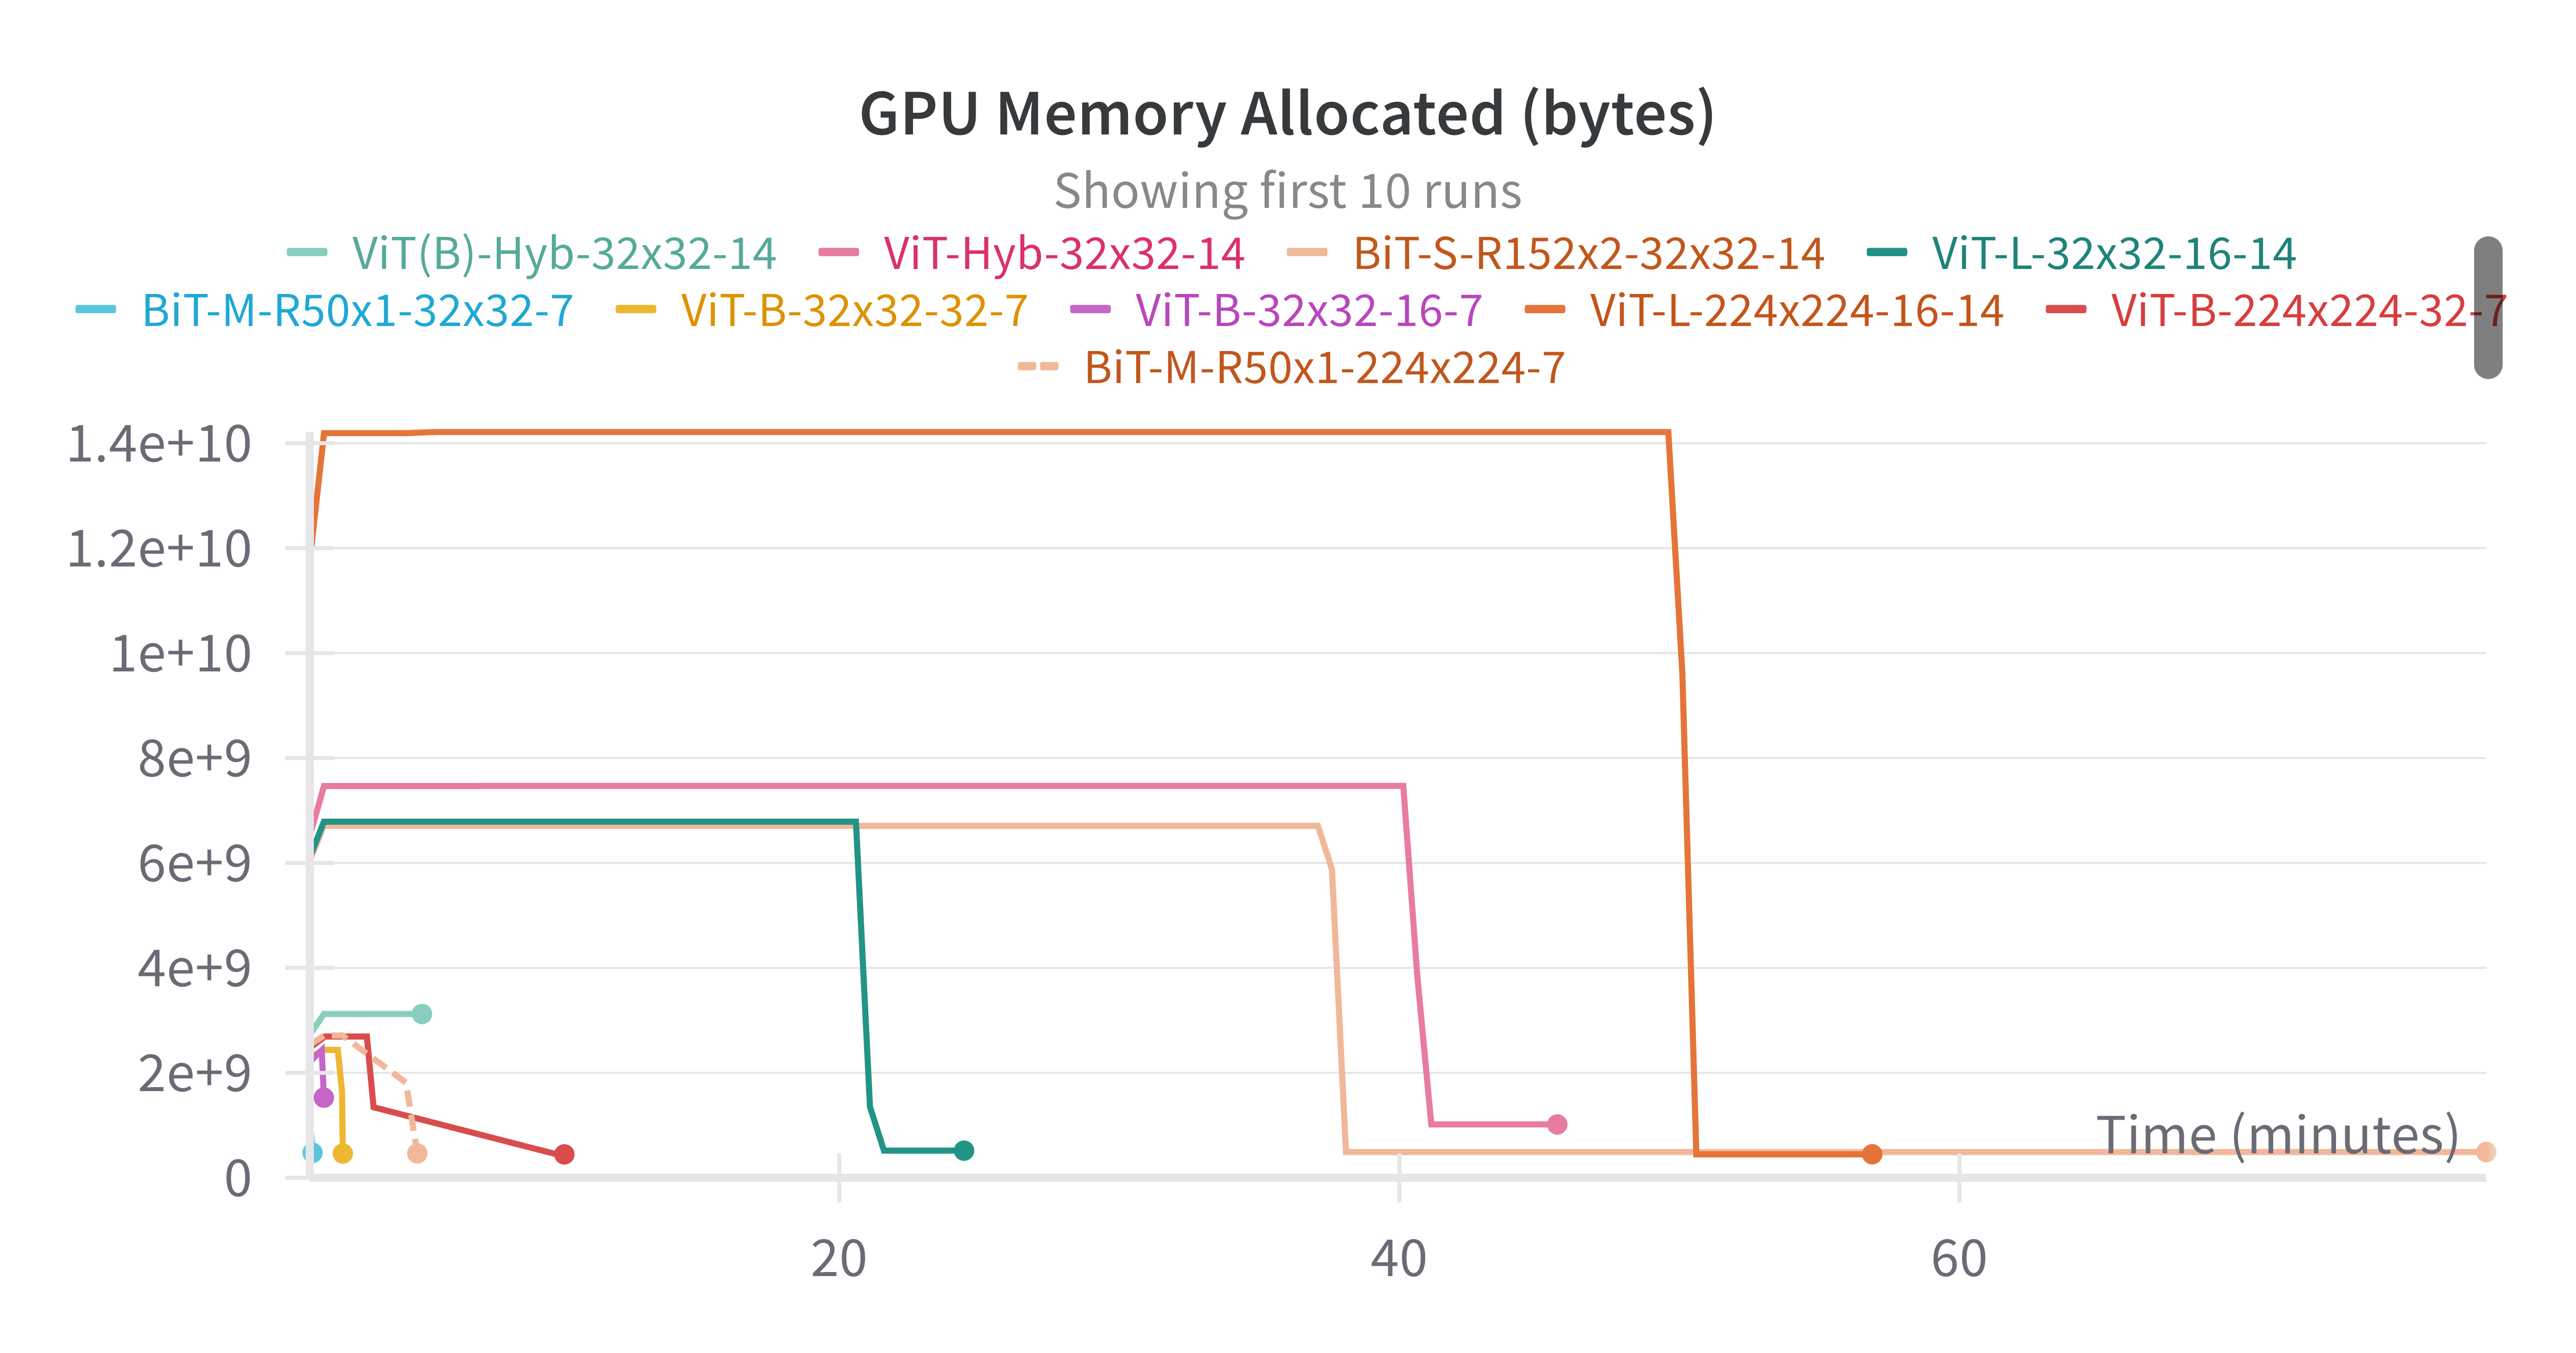 GPU Memory Allocated (bytes)
Showing first 10 runs
ViT(B)-Hyb-32x32-14 ViT-Hyb-32x32-14 BiT-S-R152x2-32x32-14 ViT-L-32x32-16-14
BiT-M-R50x1-32x32-7 ViT-B-32x32-32-7 ViT-B-32x32-16-7 ViT-L-224x224-16-14 ViT-B-224x224-32-7
BiT-M-R50x1-224x224-7
1.4e+10
1.2e+10
1e+10
8e+9
6e+9
4e+9
2e+9
0
Time (minutes)
20 40 60